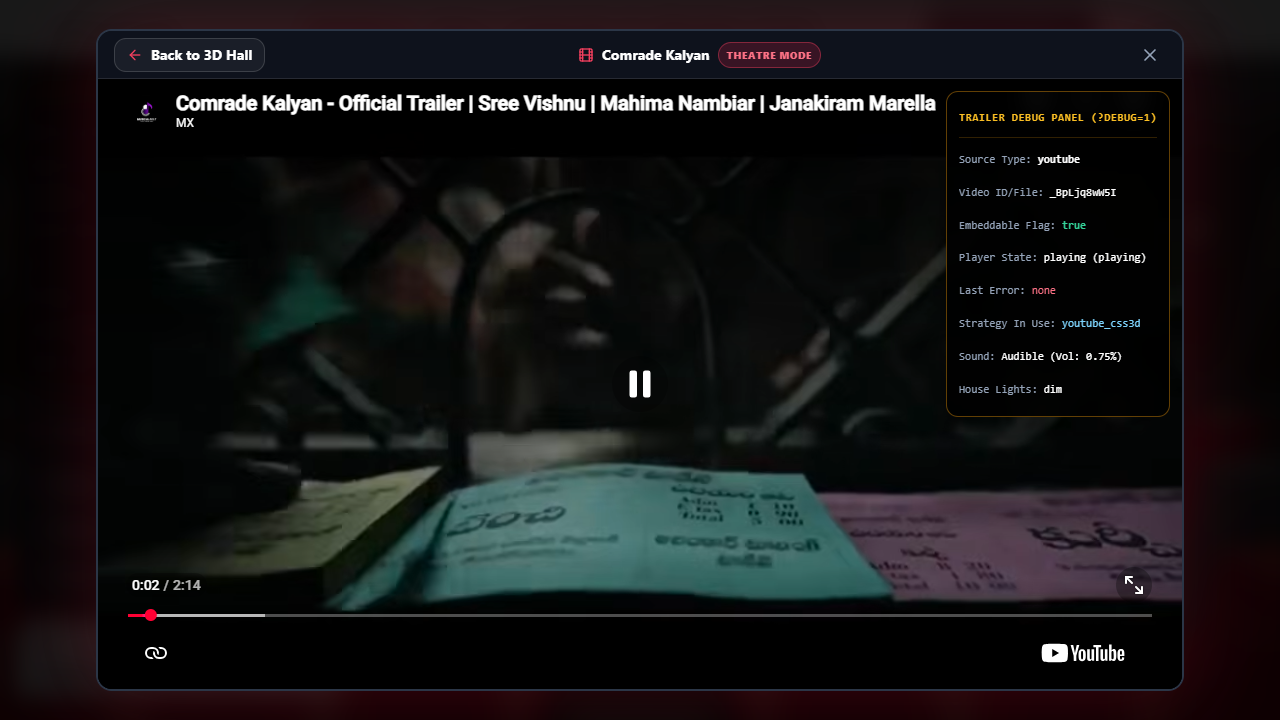 Back to 3D Hall
Comrade Kalyan THEATRE MODE
Comrade Kalyan - Official Trailer | Sree Vishnu | Mahima Nambiar | Janakiram Marella
MX
TRAILER DEBUG PANEL (?DEBUG=1)
Source Type: youtube
Video ID/File: _BpLjq8wW5I
Embeddable Flag: true
Player State: playing (playing)
Last Error: none
Strategy In Use: youtube_css3d
Sound: Audible (Vol: 0.75%)
House Lights: dim
Total
0:02 / 2:14
YouTube